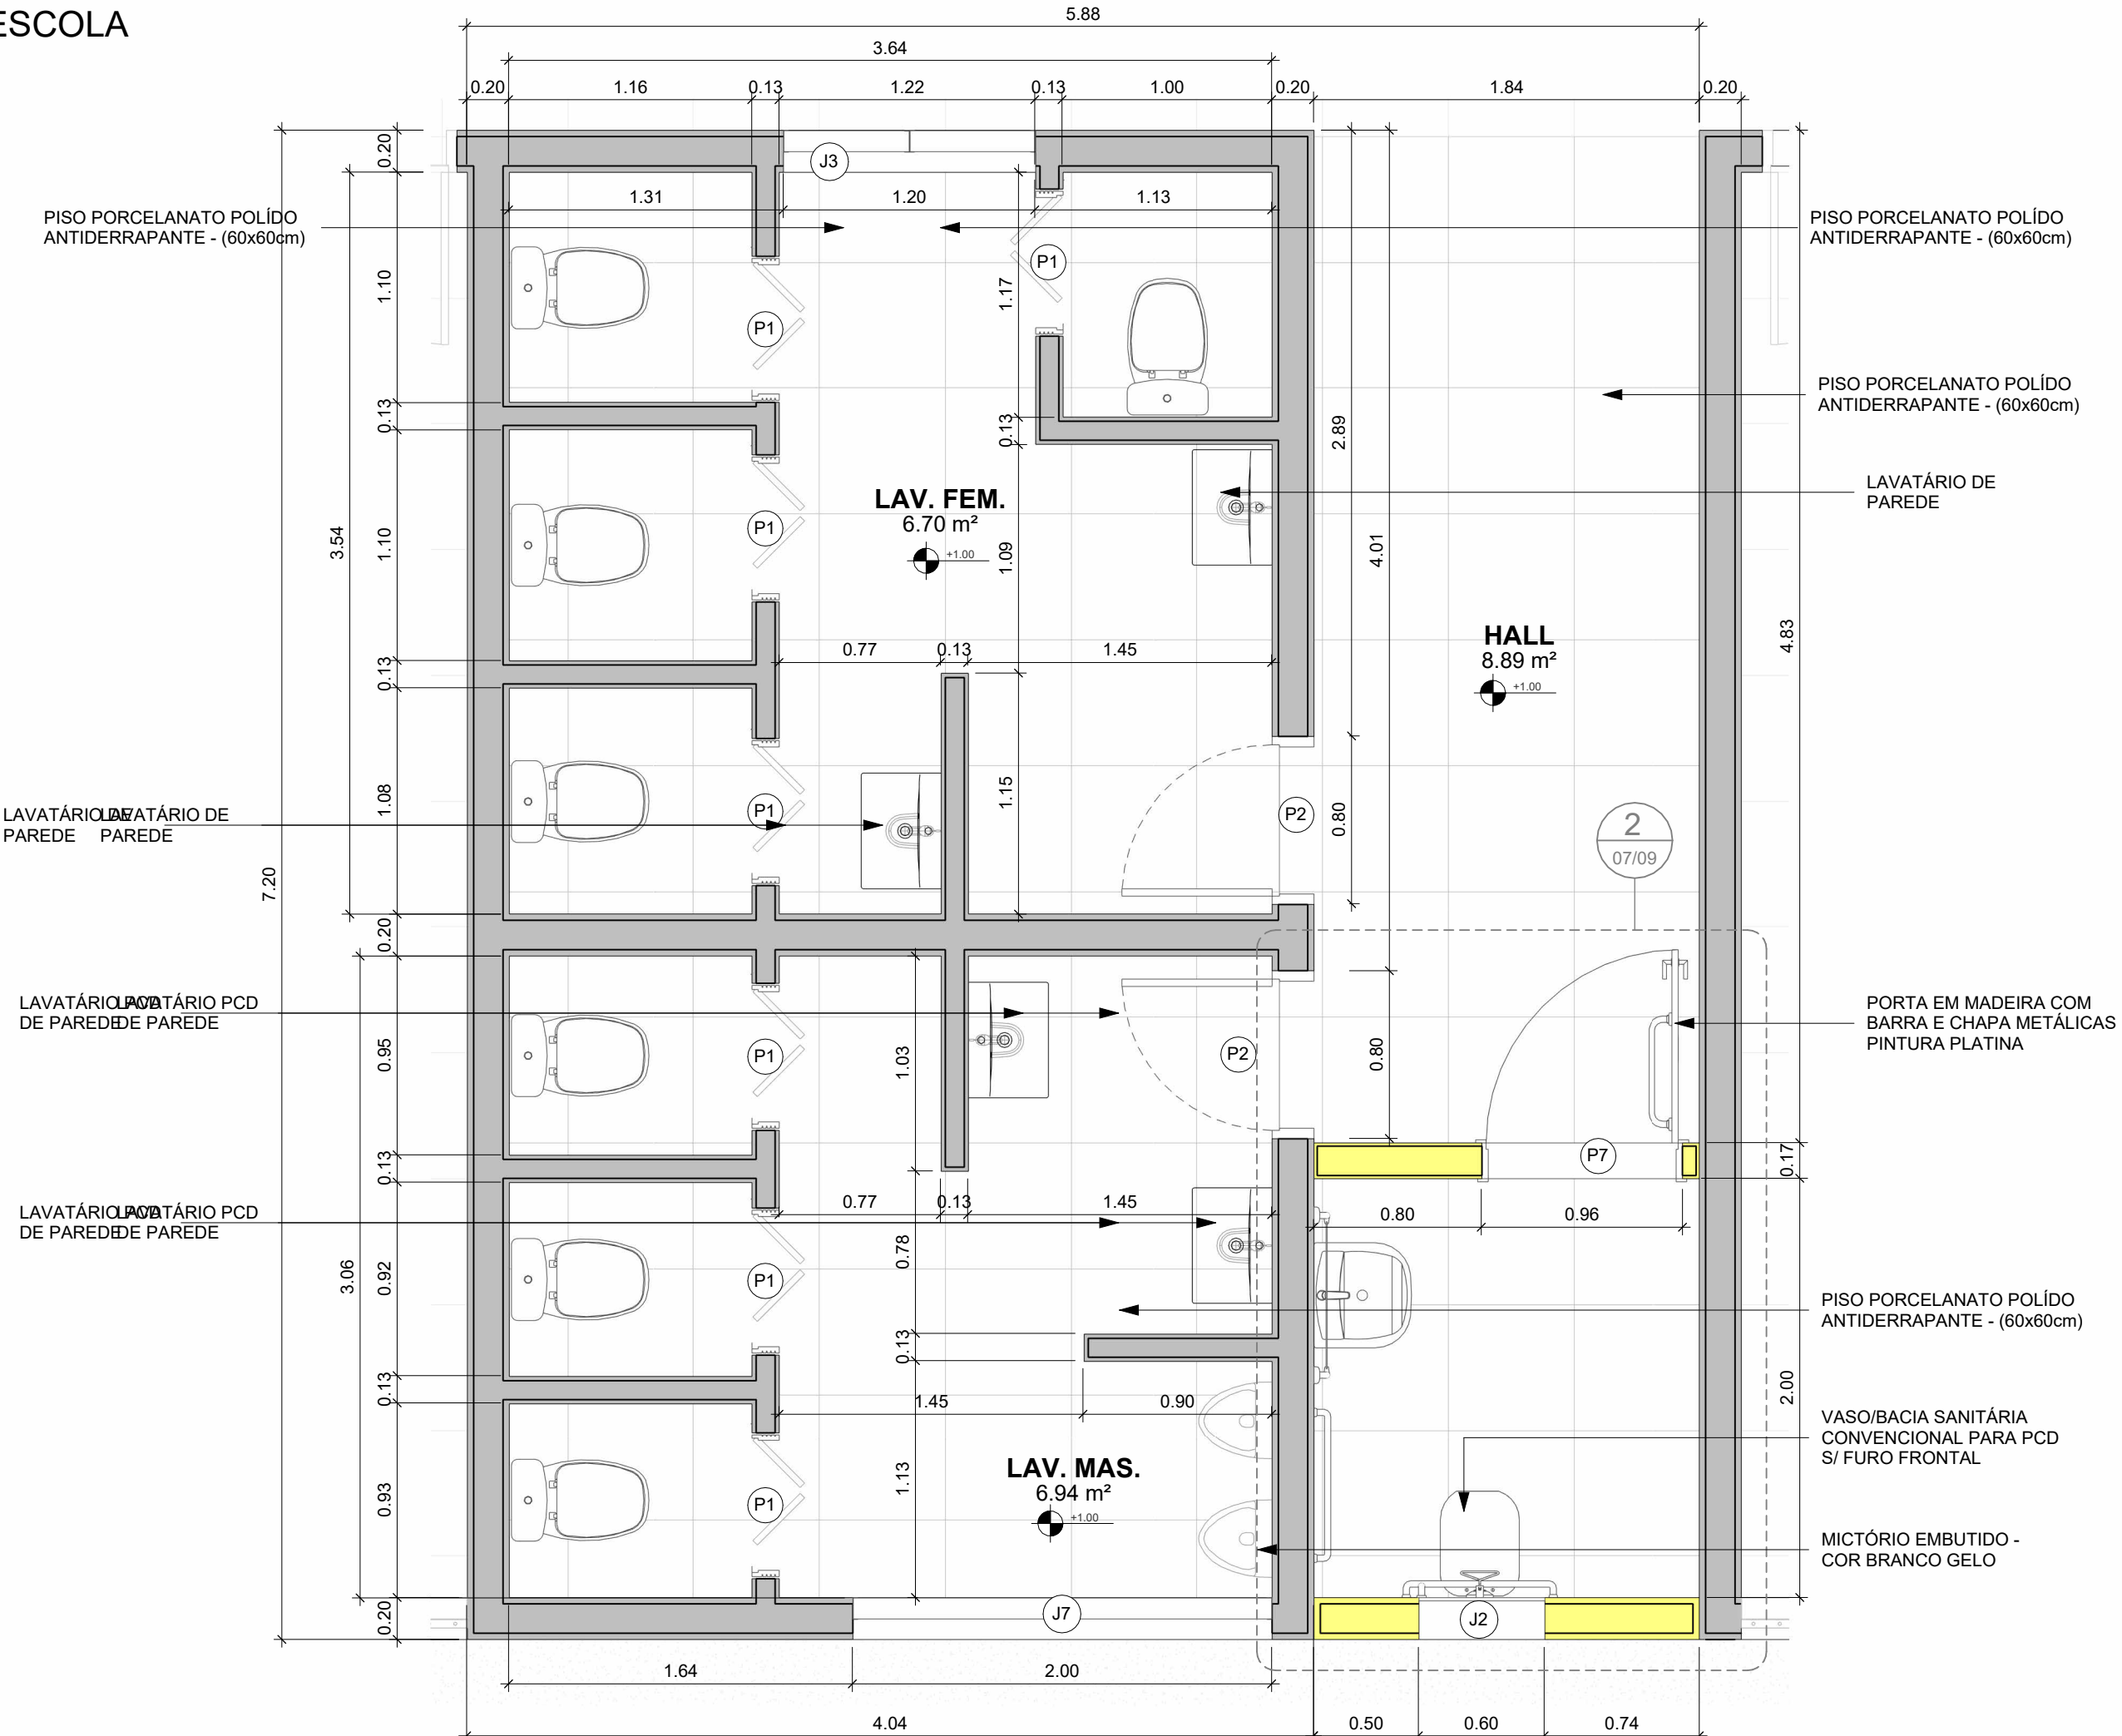 ESCOLA
5.88
3.64
0.20 1.16 0.13 1.22 0.13 1.00 0.20 1.84 0.20
0.20
J3
1.31 1.20 1.13
PISO PORCELANATO POLÍDO
ANTIDERRAPANTE - (60x60cm)
PISO PORCELANATO POLÍDO
ANTIDERRAPANTE - (60x60cm)
P1
1.10
1.17
P1
PISO PORCELANATO POLÍDO
ANTIDERRAPANTE - (60x60cm)
0.13
0.13
2.89
LAVATÁRIO DE
PAREDE
LAV. FEM.
6.70 m²
+1.00
P1
3.54
1.10
1.09
4.01
HALL
8.89 m²
+1.00
4.83
0.13
0.77 0.13 1.45
1.08
1.15
P1
P2
0.80
2
07/09
LAVATÁRIO DE
PAREDE
LAVATÁRIO DE
PAREDE
7.20
0.20
LAVATÁRIO PCD
DE PAREDE
LAVATÁRIO PCD
DE PAREDE
PORTA EM MADEIRA COM
BARRA E CHAPA METÁLICAS
PINTURA PLATINA
0.95
P1
1.03
P2
0.80
0.13
P7
0.17
LAVATÁRIO PCD
DE PAREDE
LAVATÁRIO PCD
DE PAREDE
0.77 0.13 1.45
0.80 0.96
3.06
0.92
P1
0.78
PISO PORCELANATO POLÍDO
ANTIDERRAPANTE - (60x60cm)
0.13
0.13
1.45 0.90
2.00
VASO/BACIA SANITÁRIA
CONVENCIONAL PARA PCD
S/ FURO FRONTAL
LAV. MAS.
6.94 m²
+1.00
0.93
P1
1.13
MICTÓRIO EMBUTIDO -
COR BRANCO GELO
0.20
J7
J2
1.64 2.00
4.04 0.50 0.60 0.74